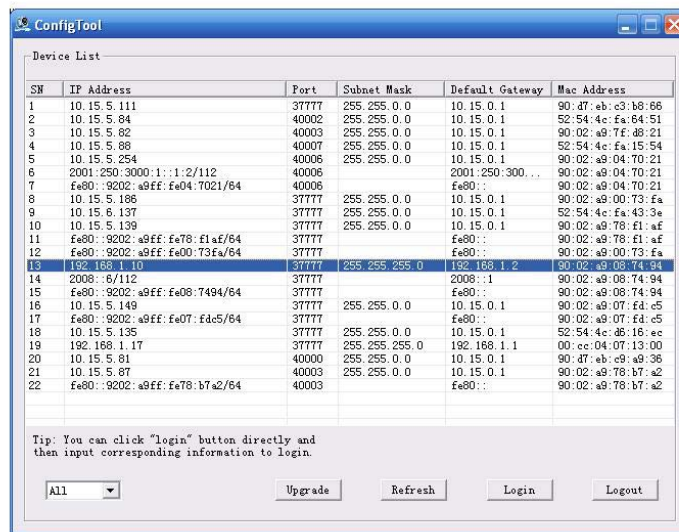 ConfigTool
Device List
SN IP Address Port Subnet Mask Default Gateway Mac Address
1 10.15.5.111 37777 255.255.0.0 10.15.0.1 90:d7:eb:c3:b8:66
2 10.15.5.84 40002 255.255.0.0 10.15.0.1 52:54:4c:fa:64:51
3 10.15.5.82 40003 255.255.0.0 10.15.0.1 90:02:a9:7f:d8:21
4 10.15.5.88 40007 255.255.0.0 10.15.0.1 52:54:4c:fa:15:54
5 10.15.5.254 40006 255.255.0.0 10.15.0.1 90:02:a9:04:70:21
6 2001:250:3000:1::1:2/112 40006 2001:250:300... 90:02:a9:04:70:21
7 fe80::9202:a9ff:fe04:7021/64 40006 fe80:: 90:02:a9:04:70:21
8 10.15.5.186 37777 255.255.0.0 10.15.0.1 90:02:a9:00:73:fa
9 10.15.6.137 37777 255.255.0.0 10.15.0.1 52:54:4c:fa:43:3e
10 10.15.5.139 37777 255.255.0.0 10.15.0.1 90:02:a9:78:f1:af
11 fe80::9202:a9ff:fe78:f1af/64 37777 fe80:: 90:02:a9:78:f1:af
12 fe80::9202:a9ff:fe00:73fa/64 37777 fe80:: 90:02:a9:00:73:fa
13 192.168.1.10 37777 255.255.255.0 192.168.1.2 90:02:a9:08:74:94
14 2008::6/112 37777 2008::1 90:02:a9:08:74:94
15 fe80::9202:a9ff:fe08:7494/64 37777 fe80:: 90:02:a9:08:74:94
16 10.15.5.149 37777 255.255.0.0 10.15.0.1 90:02:a9:07:fd:c5
17 fe80::9202:a9ff:fe07:fdc5/64 37777 fe80:: 90:02:a9:07:fd:c5
18 10.15.5.135 37777 255.255.0.0 10.15.0.1 52:54:4c:d6:16:ec
19 192.168.1.17 37777 255.255.255.0 192.168.1.1 00:cc:04:07:13:00
20 10.15.5.81 40000 255.255.0.0 10.15.0.1 90:d7:eb:c9:a9:36
21 10.15.5.87 40003 255.255.0.0 10.15.0.1 90:02:a9:78:b7:a2
22 fe80::9202:a9ff:fe78:b7a2/64 40003 fe80:: 90:02:a9:78:b7:a2
Tip: You can click "login" button directly and
then input corresponding information to login.
All Upgrade Refresh Login Logout